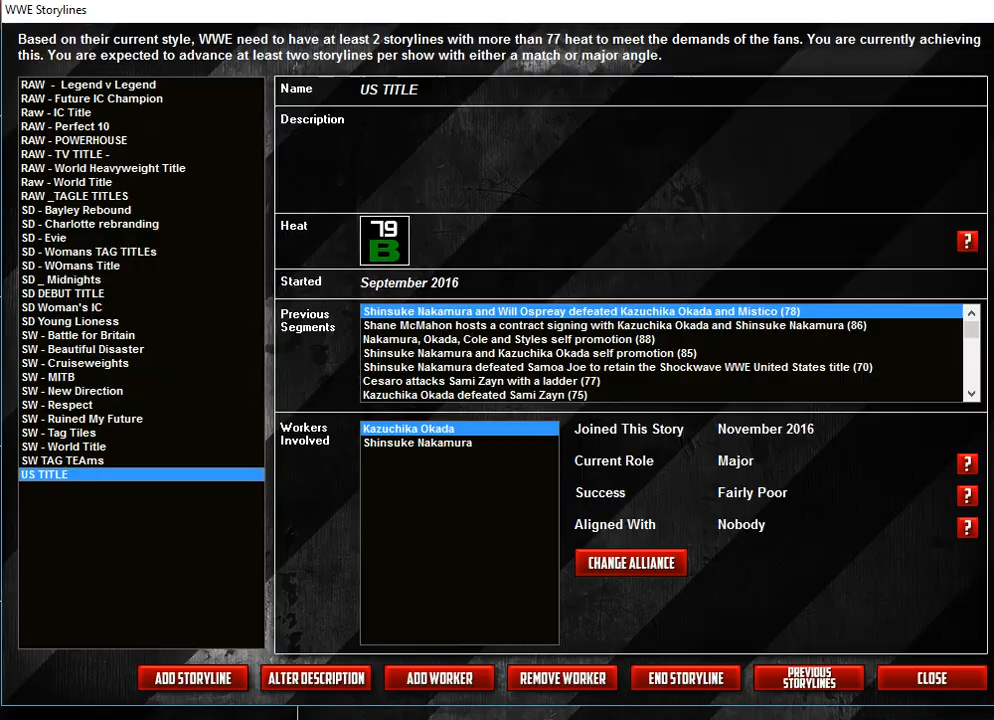 WWE Storylines
Based on their current style, WWE need to have at least 2 storylines with more than 77 heat to meet the demands of the fans. You are currently achieving
this. You are expected to advance at least two storylines per show with either a match or major angle.
RAW - Legend v Legend
RAW - Future IC Champion
Raw - IC Title
RAW - Perfect 10
RAW - POWERHOUSE
RAW - TV TITLE -
RAW - World Heavyweight Title
Raw - World Title
RAW _TAGLE TITLES
SD - Bayley Rebound
SD - Charlotte rebranding
SD - Evie
SD - Womans TAG TITLEs
SD - WOmans Title
SD _ Midnights
SD DEBUT TITLE
SD Woman's IC
SD Young Lioness
SW - Battle for Britain
SW - Beautiful Disaster
SW - Cruiseweights
SW - MITB
SW - New Direction
SW - Respect
SW - Ruined My Future
SW - Tag Tiles
SW - World Title
SW TAG TEAms
US TITLE
Name US TITLE
Description
Heat 79 B ?
Started September 2016
Previous Segments
Shinsuke Nakamura and Will Ospreay defeated Kazuchika Okada and Mistico (78)
Shane McMahon hosts a contract signing with Kazuchika Okada and Shinsuke Nakamura (86)
Nakamura, Okada, Cole and Styles self promotion (88)
Shinsuke Nakamura and Kazuchika Okada self promotion (85)
Shinsuke Nakamura defeated Samoa Joe to retain the Shockwave WWE United States title (70)
Cesaro attacks Sami Zayn with a ladder (77)
Kazuchika Okada defeated Sami Zayn (75)
Workers Involved
Kazuchika Okada
Shinsuke Nakamura
Joined This Story November 2016
Current Role Major ?
Success Fairly Poor ?
Aligned With Nobody ?
CHANGE ALLIANCE
ADD STORYLINE ALTER DESCRIPTION ADD WORKER REMOVE WORKER END STORYLINE PREVIOUS STORYLINES CLOSE